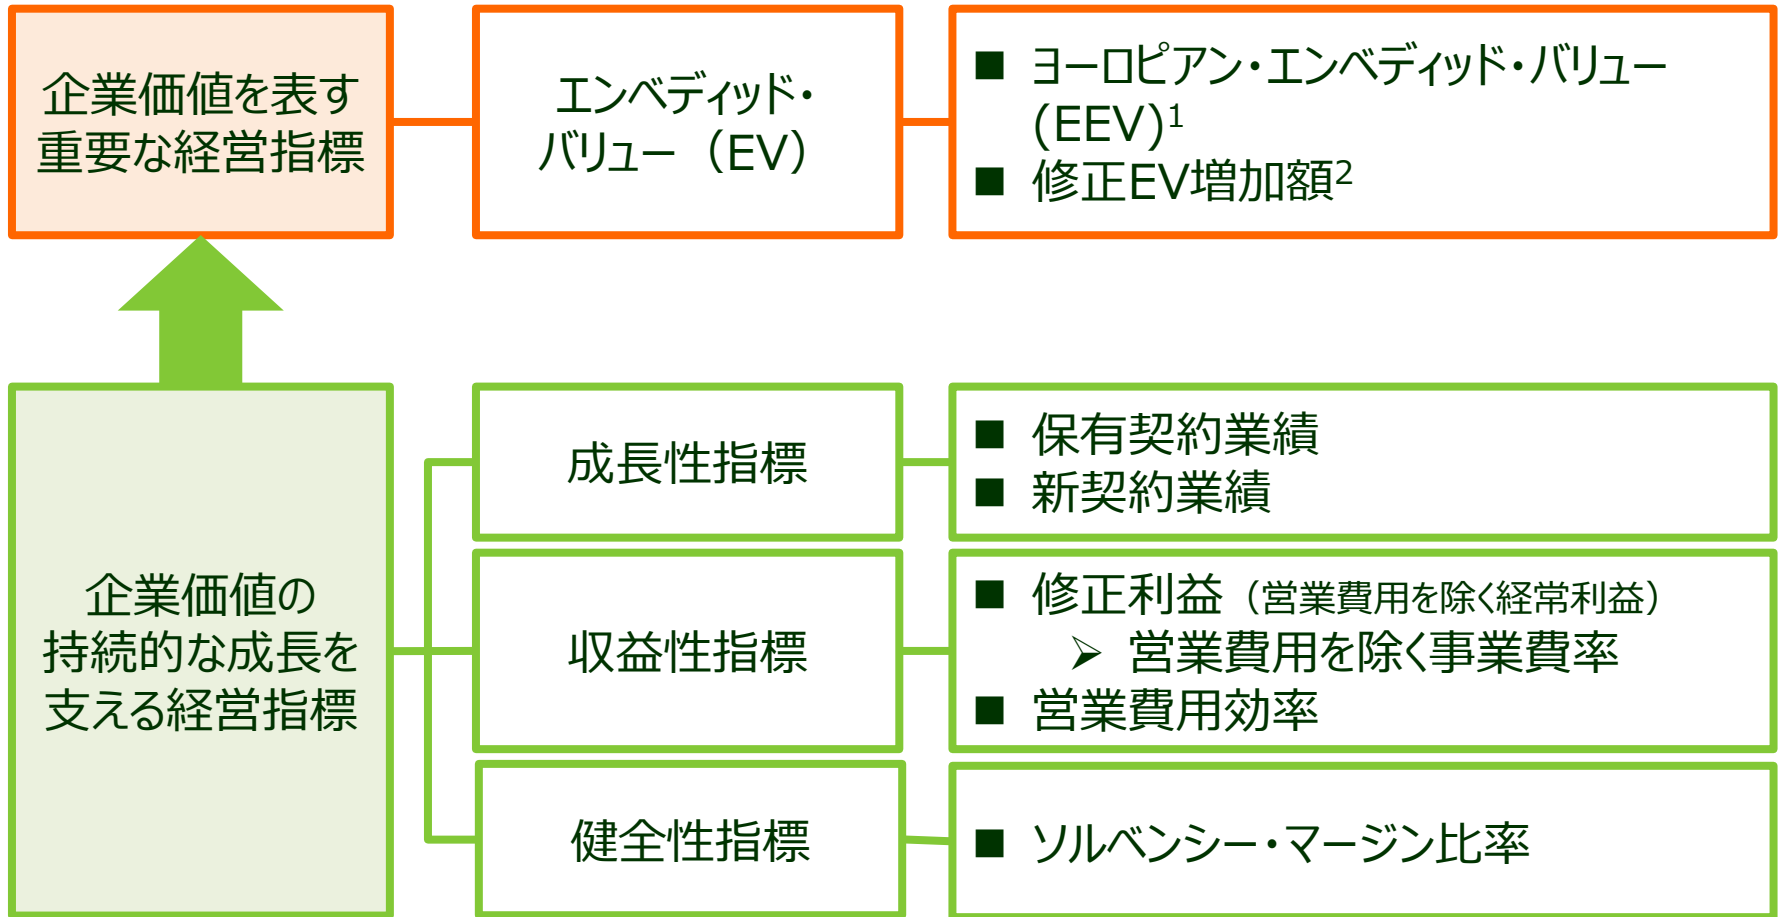 企業価値を表す
重要な経営指標
エンベディッド・
バリュー（EV）
■ ヨーロピアン・エンベディッド・バリュー
(EEV)¹
■ 修正EV増加額²
企業価値の
持続的な成長を
支える経営指標
成長性指標
■ 保有契約業績
■ 新契約業績
収益性指標
■ 修正利益（営業費用を除く経常利益）
➢ 営業費用を除く事業費率
■ 営業費用効率
健全性指標
■ ソルベンシー・マージン比率